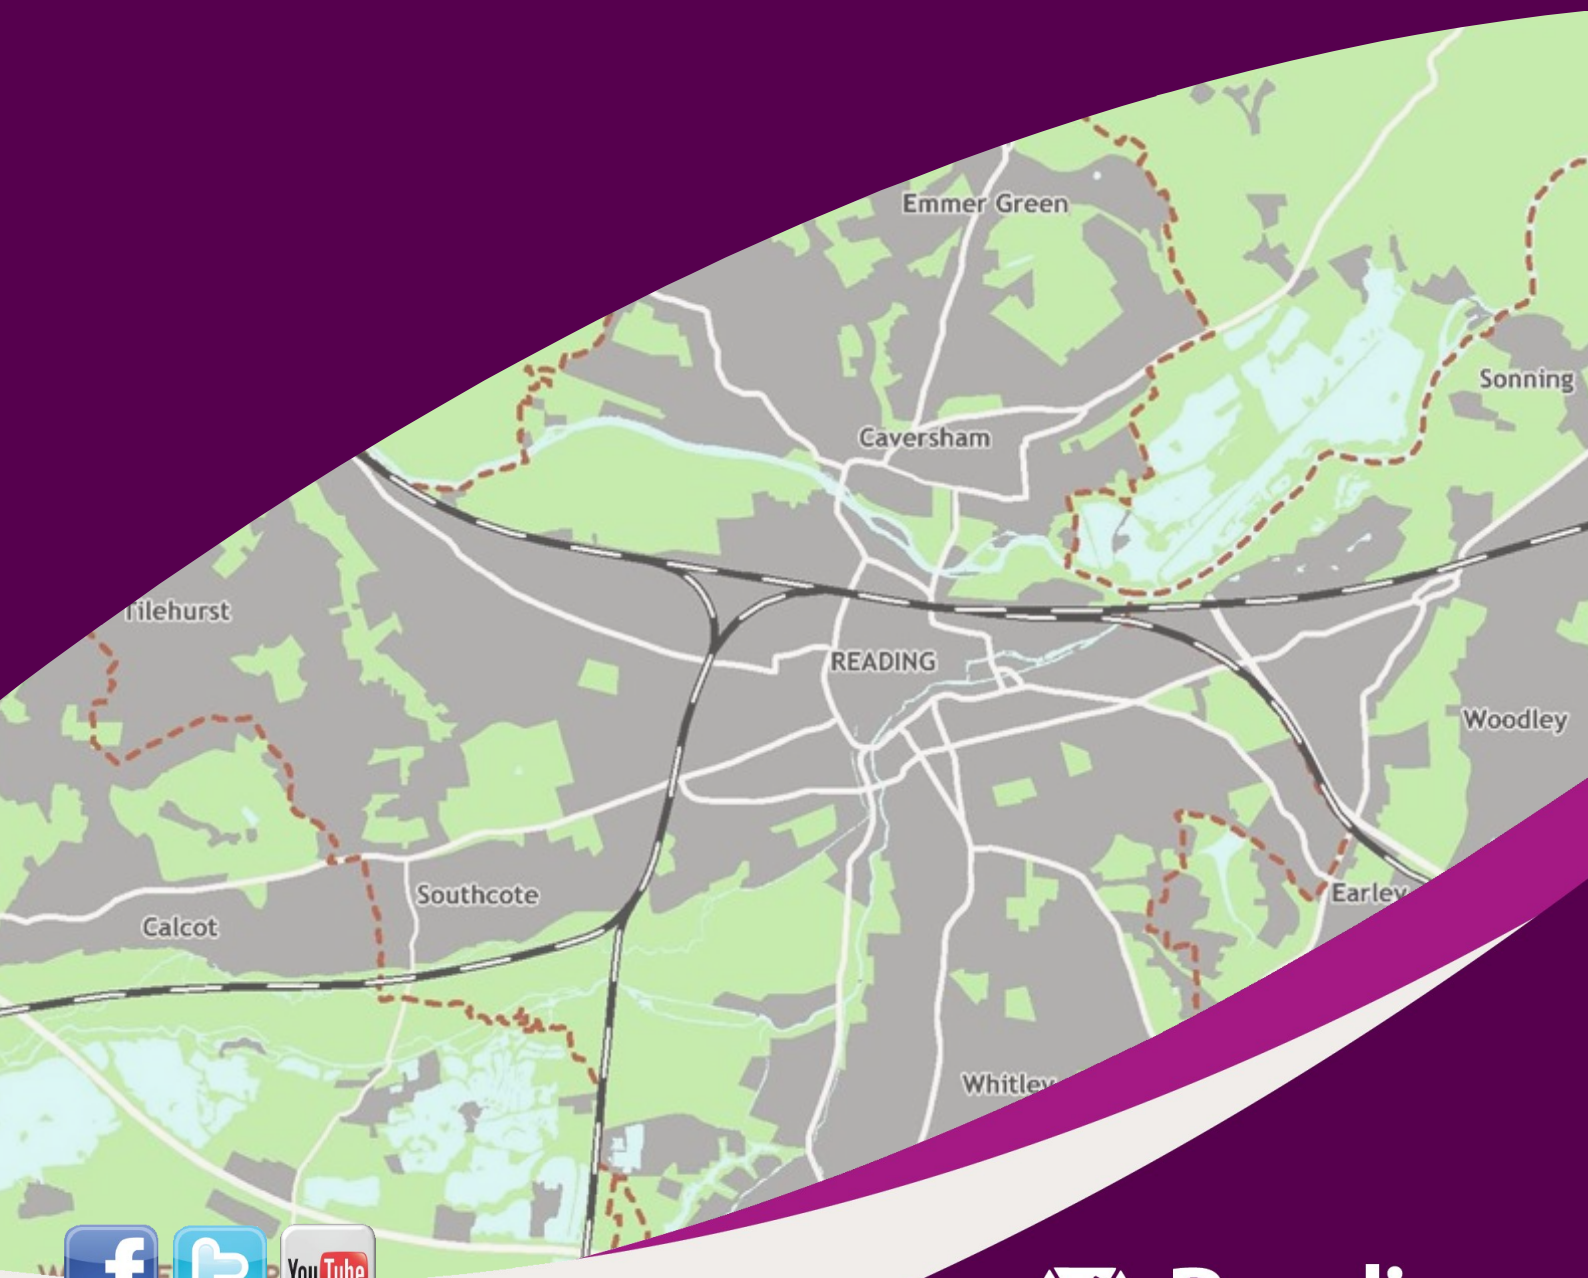 Emmer Green
Sonning
Caversham
Tilehurst
READING
Woodley
Southcote
Earley
Calcot
Whitley
f
t
You Tube